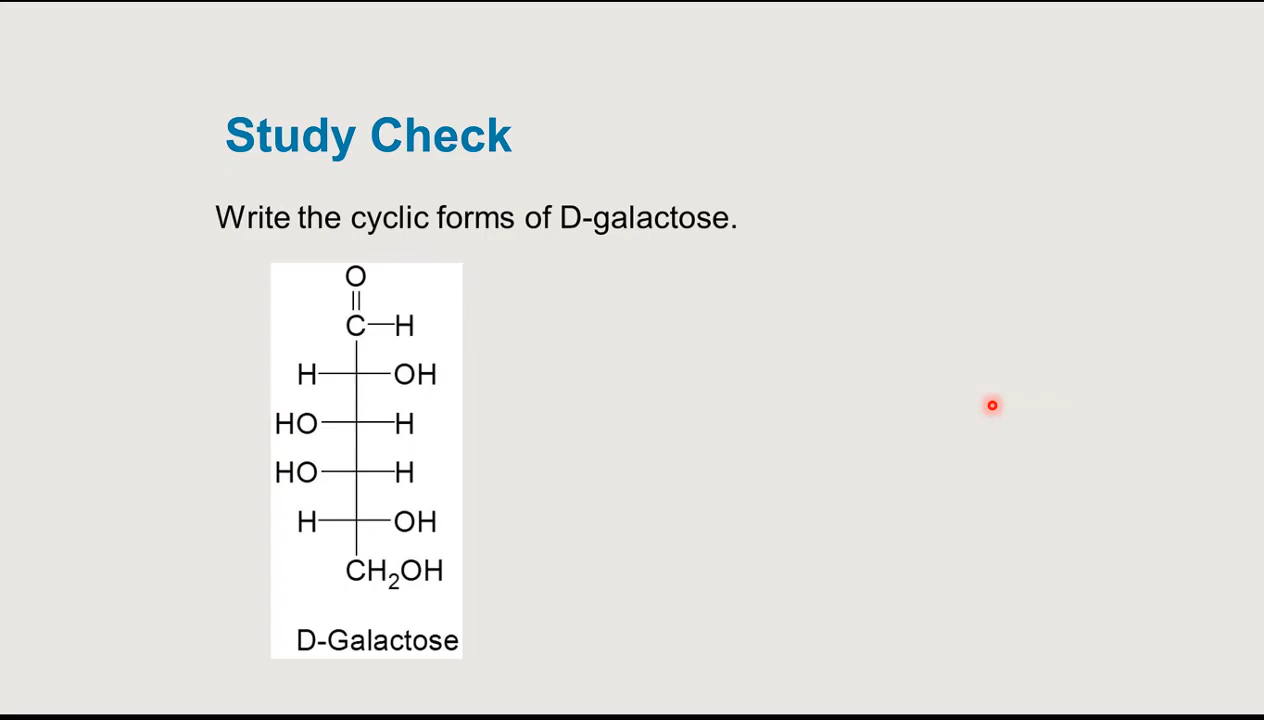 Study Check
Write the cyclic forms of D-galactose.
O
C H
H OH
HO H
HO H
H OH
CH₂OH
D-Galactose